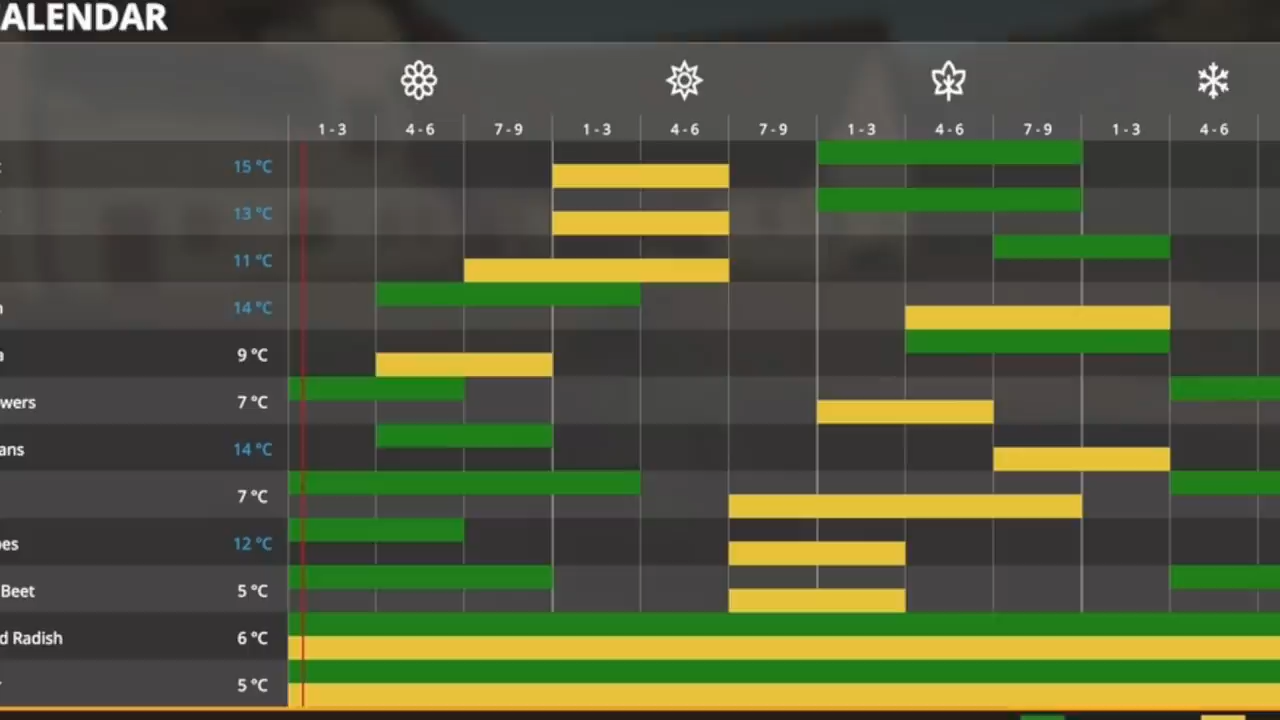 ALENDAR
1 - 3 4 - 6 7 - 9 1 - 3 4 - 6 7 - 9 1 - 3 4 - 6 7 - 9 1 - 3 4 - 6
15 °C
13 °C
11 °C
14 °C
a 9 °C
wers 7 °C
ans 14 °C
7 °C
es 12 °C
Beet 5 °C
d Radish 6 °C
5 °C